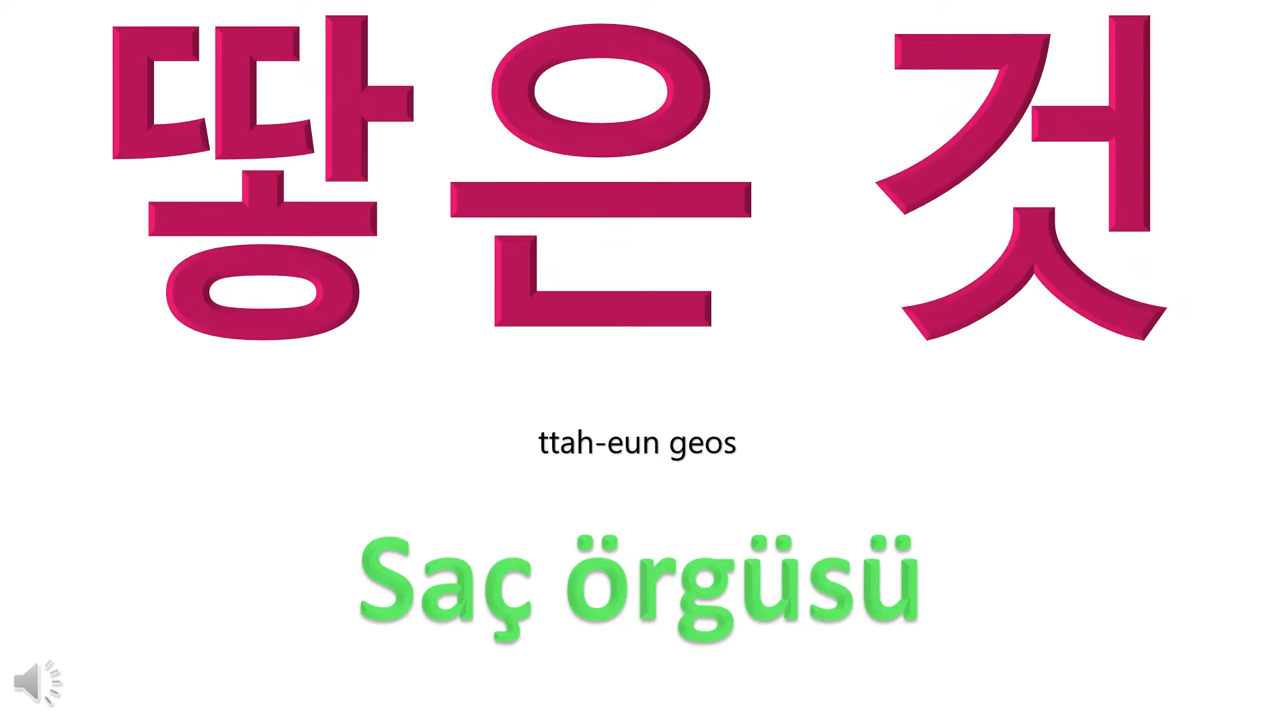 땋은 것
ttah-eun geos
Saç örgüsü